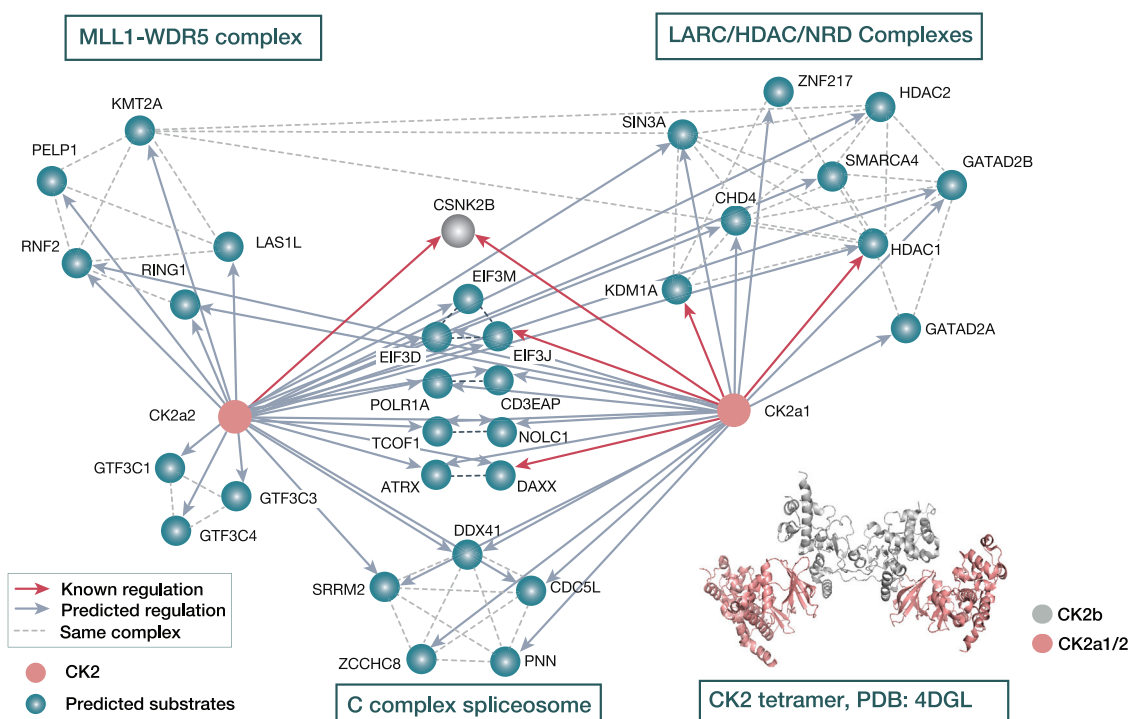 MLL1-WDR5 complex
LARC/HDAC/NRD Complexes
ZNF217
HDAC2
KMT2A
SIN3A
PELP1
SMARCA4
GATAD2B
CSNK2B
CHD4
RNF2
LAS1L
HDAC1
RING1
EIF3M
KDM1A
GATAD2A
EIF3D
EIF3J
POLR1A
CD3EAP
CK2a2
CK2a1
TCOF1
NOLC1
GTF3C1
ATRX
DAXX
GTF3C3
GTF3C4
DDX41
SRRM2
CDC5L
ZCCHC8
PNN
Known regulation
Predicted regulation
Same complex
CK2
Predicted substrates
CK2b
CK2a1/2
C complex spliceosome
CK2 tetramer, PDB: 4DGL